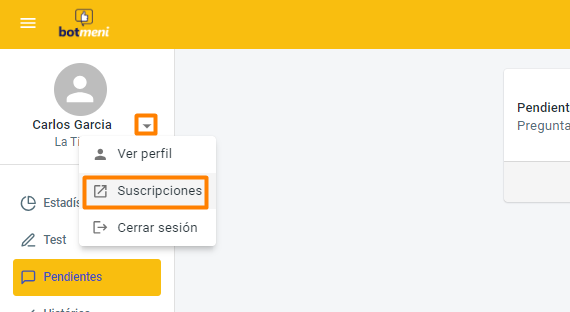 botmeni
Carlos Garcia
La Ti
Ver perfil
Suscripciones
Cerrar sesión
Estadís
Test
Pendientes
Pendient
Pregunta